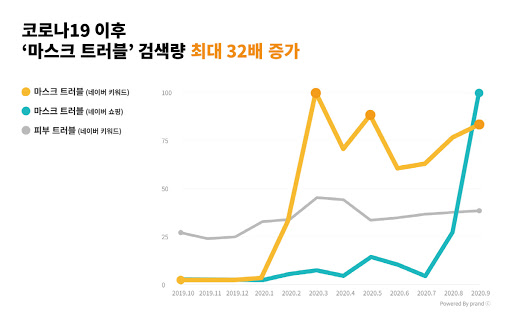 코로나19 이후
‘마스크 트러블’ 검색량 최대 32배 증가
마스크 트러블 (네이버 키워드)
마스크 트러블 (네이버 쇼핑)
피부 트러블 (네이버 키워드)
100
75
50
25
0
2019.10 2019.11 2019.12 2020.1 2020.2 2020.3 2020.4 2020.5 2020.6 2020.7 2020.8 2020.9
Powered By prand